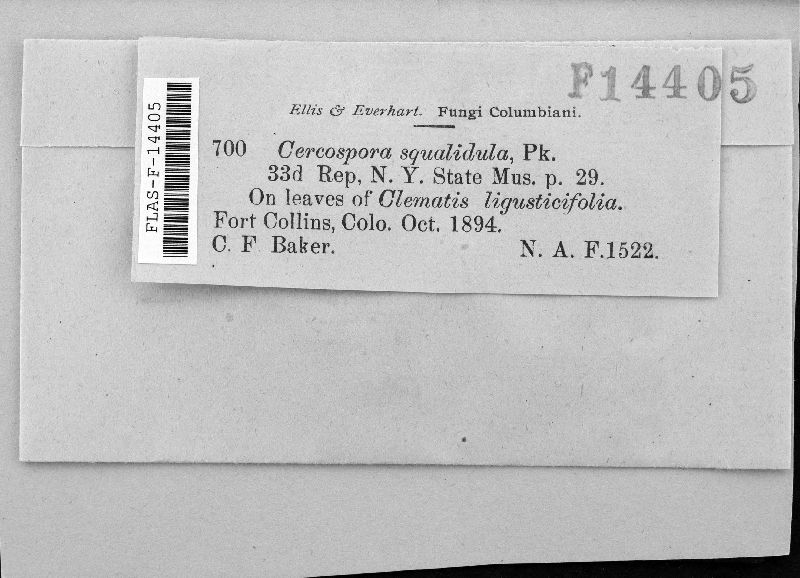 F14405
FLAS-F-14405
Ellis & Everhart. Fungi Columbiani.
700 Cercospora squalidula, Pk.
33d Rep, N. Y. State Mus. p. 29.
On leaves of Clematis ligusticifolia.
Fort Collins, Colo. Oct. 1894.
C. F Baker. N. A. F.1522.